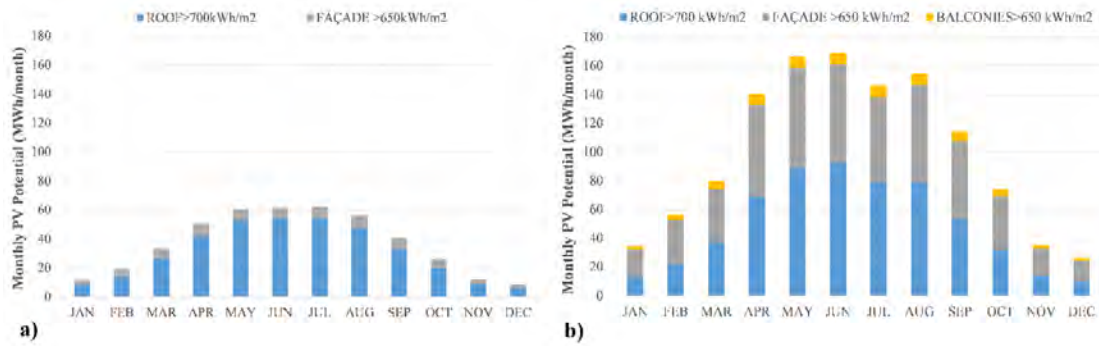 ROOF>700kWh/m2 FAÇADE >650kWh/m2
Monthly PV Potential (MWh/month)
180
160
140
120
100
80
60
40
20
0
JAN FEB MAR APR MAY JUN JUL AUG SEP OCT NOV DEC
a)
ROOF>700 kWh/m2 FAÇADE >650 kWh/m2 BALCONIES>650 kWh/m2
Monthly PV Potential (MWh/month)
180
160
140
120
100
80
60
40
20
0
JAN FEB MAR APR MAY JUN JUL AUG SEP OCT NOV DEC
b)